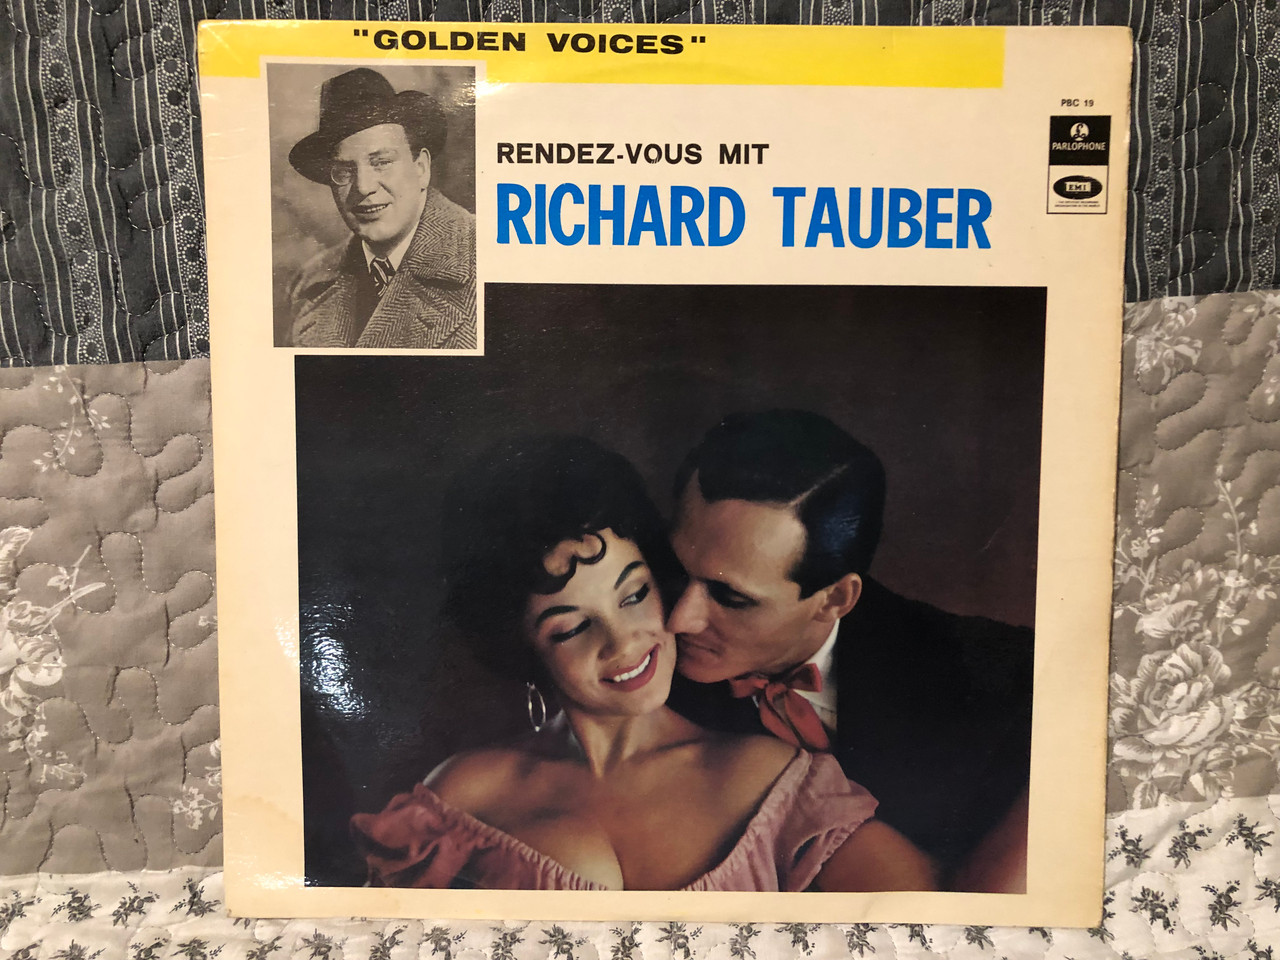 "GOLDEN VOICES"
PBC 19
PARLOPHONE
EMI
RENDEZ-VOUS MIT
RICHARD TAUBER